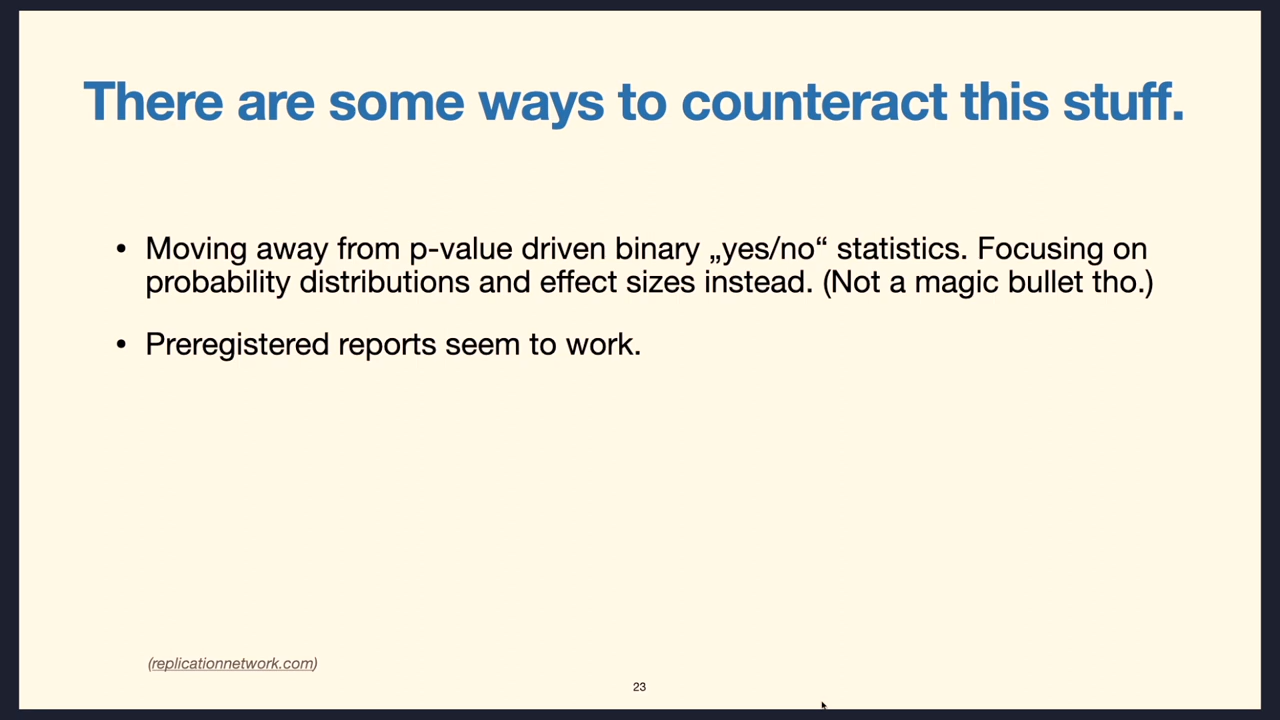 There are some ways to counteract this stuff.
• Moving away from p-value driven binary „yes/no“ statistics. Focusing on
probability distributions and effect sizes instead. (Not a magic bullet tho.)
• Preregistered reports seem to work.
(replicationnetwork.com)
23